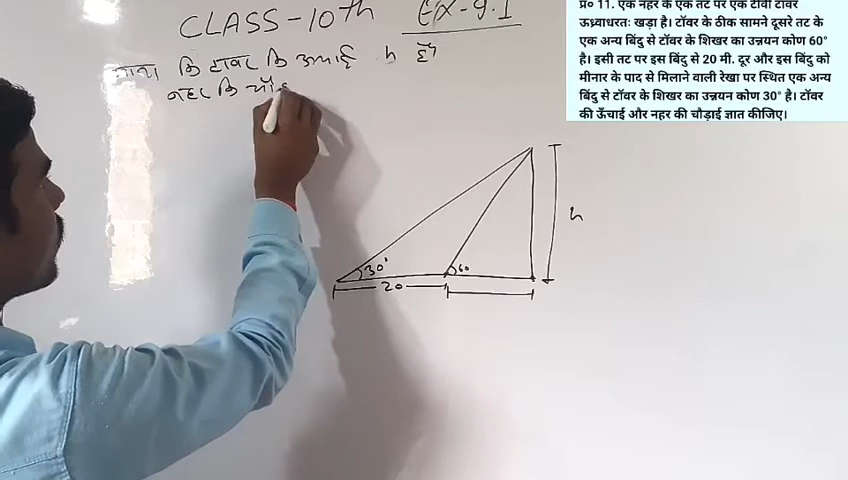 CLASS-10th Ex-9.1
माना कि टावर कि ऊचाई h है
नहर कि चौड़
प्र० 11. एक नहर के एक तट पर एक टीवी टॉवर
ऊध्र्वाधरतः खड़ा है। टॉवर के ठीक सामने दूसरे तट के
एक अन्य बिंदु से टॉवर के शिखर का उन्नयन कोण 60°
है। इसी तट पर इस बिंदु से 20 मी. दूर और इस बिंदु को
मीनार के पाद से मिलाने वाली रेखा पर स्थित एक अन्य
बिंदु से टॉवर के शिखर का उन्नयन कोण 30° है। टॉवर
की ऊँचाई और नहर की चौड़ाई ज्ञात कीजिए।
h
30°
60
20